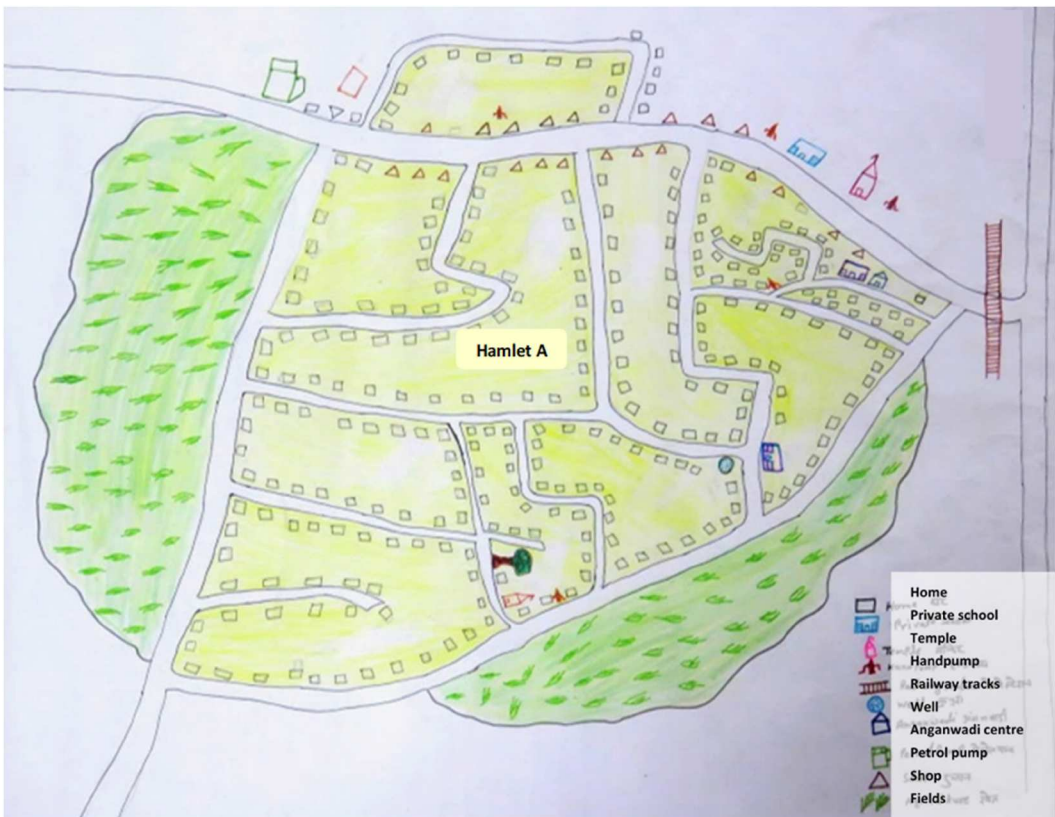 Hamlet A
Home
Private school
Temple
Handpump
Railway tracks
Well
Anganwadi centre
Petrol pump
Shop
Fields